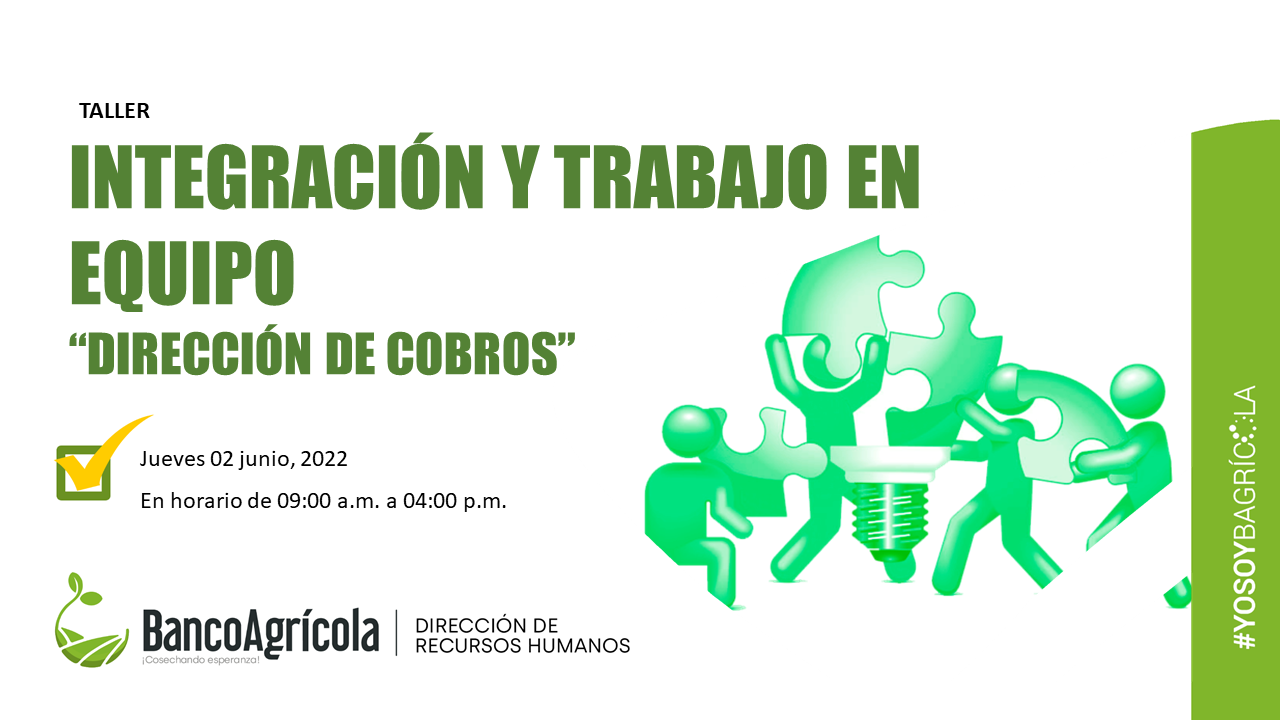 TALLER
INTEGRACIÓN Y TRABAJO EN
EQUIPO
“DIRECCIÓN DE COBROS”
Jueves 02 junio, 2022
En horario de 09:00 a.m. a 04:00 p.m.
BancoAgrícola
¡Cosechando esperanza!
DIRECCIÓN DE
RECURSOS HUMANOS
#YOSOYBAGRÍCOLA